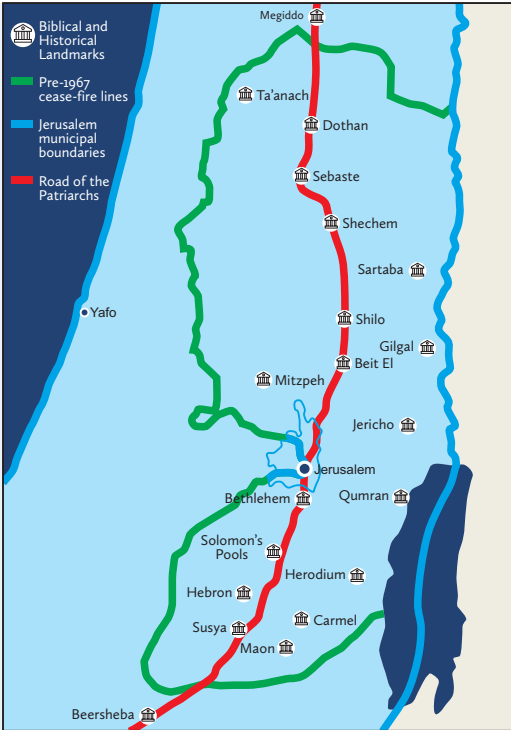 Megiddo
Biblical and
Historical
Landmarks
Pre-1967
cease-fire lines
Jerusalem
municipal
boundaries
Road of the
Patriarchs
Ta'anach
Dothan
Sebaste
Shechem
Sartaba
Yafo
Shilo
Gilgal
Beit El
Mitzpeh
Jericho
Jerusalem
Bethlehem
Qumran
Solomon's
Pools
Herodium
Hebron
Carmel
Susya
Maon
Beersheba